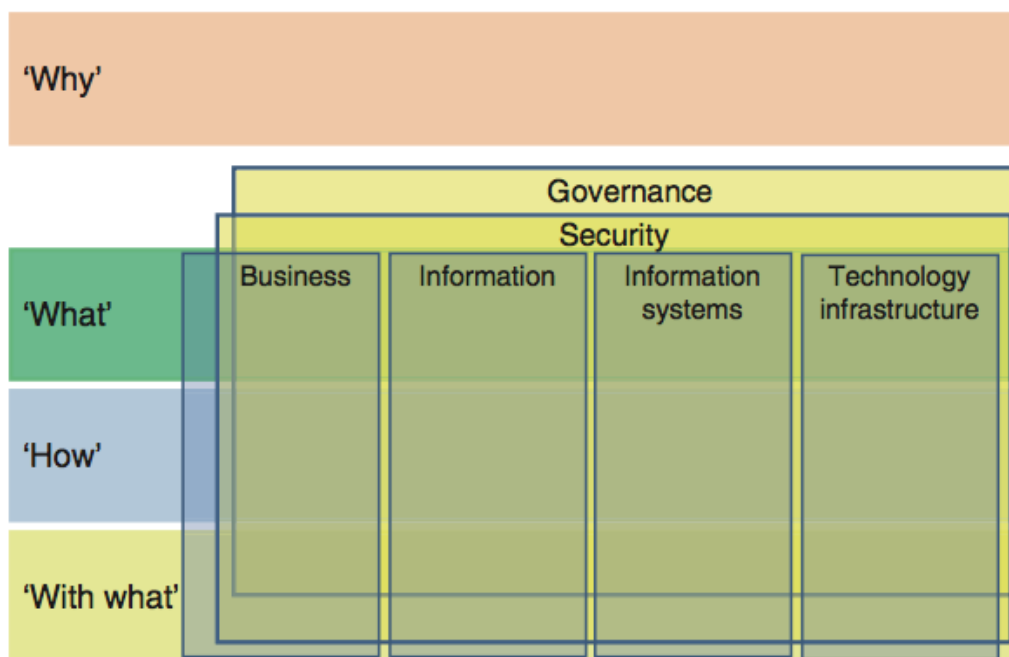 ‘Why’
Governance
Security
Business
Information
Information
systems
Technology
infrastructure
‘What’
‘How’
‘With what’